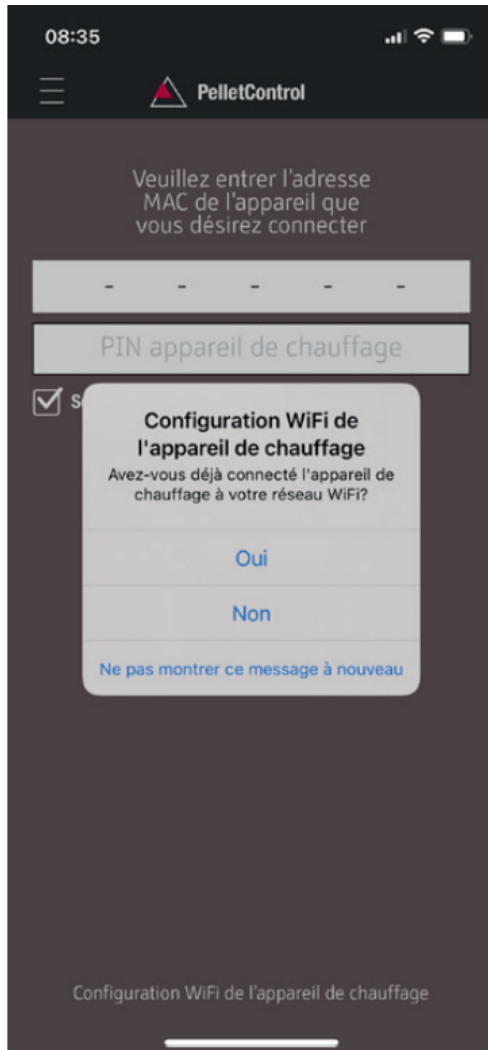 08:35
PelletControl
Veuillez entrer l'adresse
MAC de l'appareil que
vous désirez connecter
- - - - -
PIN appareil de chauffage
Configuration WiFi de
l'appareil de chauffage
Avez-vous déjà connecté l'appareil de
chauffage à votre réseau WiFi?
Oui
Non
Ne pas montrer ce message à nouveau
Configuration WiFi de l'appareil de chauffage